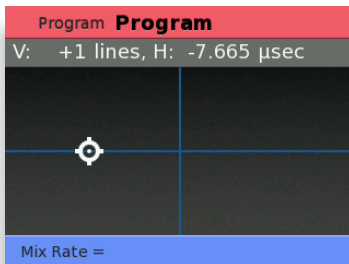 Program Program
V: +1 lines, H: -7.665 µsec
Mix Rate =